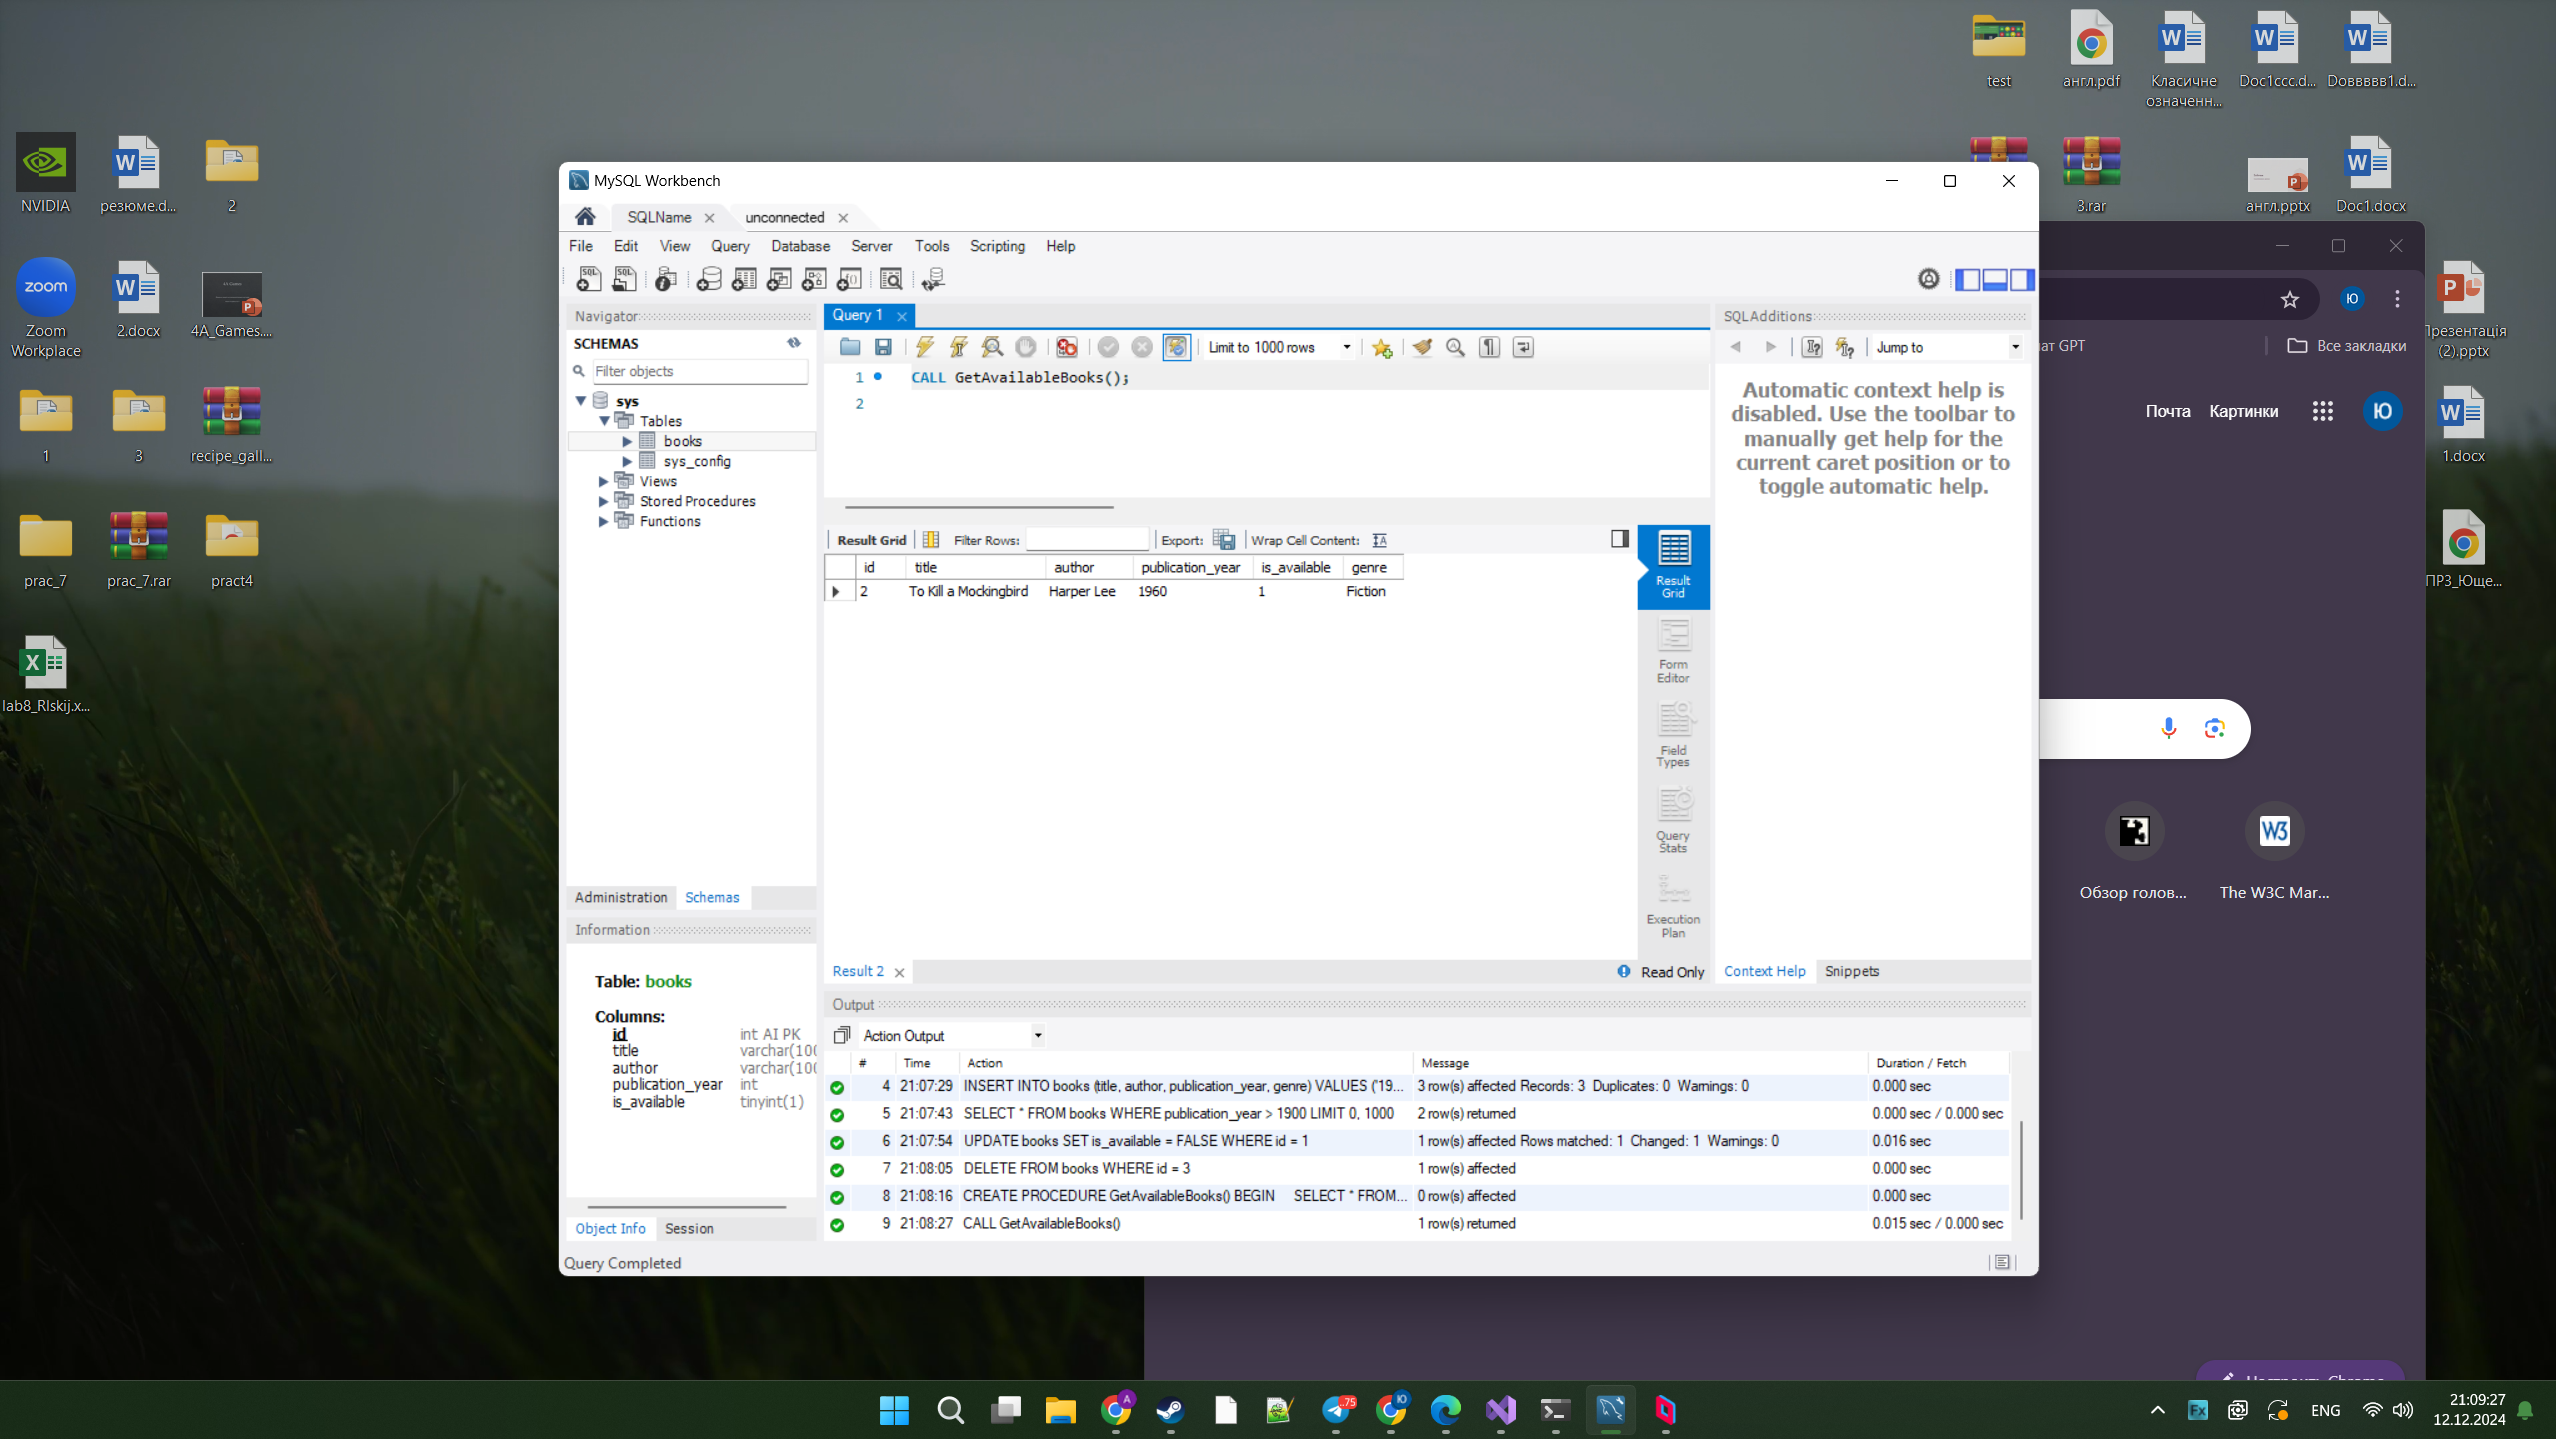 test
англ.pdf
Класичне
означенн...
Doc1ccc.d...
Dовввв1.d...
NVIDIA
резюме.d...
2
3.rar
англ.pptx
Doc1.docx
zoom
Zoom
Workplace
2.docx
4A_Games....
1
3
recipe_gall...
prac_7
prac_7.rar
pract4
lab8_RIskij.x...
MySQL Workbench
SQLName
unconnected
File
Edit
View
Query
Database
Server
Tools
Scripting
Help
Navigator
SCHEMAS
Filter objects
sys
Tables
books
sys_config
Views
Stored Procedures
Functions
Administration
Schemas
Information
Table: books
Columns:
id int AI PK
title varchar(100
author varchar(100
publication_year int
is_available tinyint(1)
Object Info
Session
Query Completed
Query 1
Limit to 1000 rows
1 CALL GetAvailableBooks();
2
Result Grid
Filter Rows:
Export:
Wrap Cell Content:
id title author publication_year is_available genre
2 To Kill a Mockingbird Harper Lee 1960 1 Fiction
Result
Grid
Form
Editor
Field
Types
Query
Stats
Execution
Plan
Result 2
Read Only
SQLAdditions
Jump to
Automatic context help is
disabled. Use the toolbar to
manually get help for the
current caret position or to
toggle automatic help.
Context Help
Snippets
Output
Action Output
# Time Action Message Duration / Fetch
4 21:07:29 INSERT INTO books (title, author, publication_year, genre) VALUES ('19... 3 row(s) affected Records: 3 Duplicates: 0 Warnings: 0 0.000 sec
5 21:07:43 SELECT * FROM books WHERE publication_year > 1900 LIMIT 0, 1000 2 row(s) returned 0.000 sec / 0.000 sec
6 21:07:54 UPDATE books SET is_available = FALSE WHERE id = 1 1 row(s) affected Rows matched: 1 Changed: 1 Warnings: 0 0.016 sec
7 21:08:05 DELETE FROM books WHERE id = 3 1 row(s) affected 0.000 sec
8 21:08:16 CREATE PROCEDURE GetAvailableBooks() BEGIN SELECT * FROM... 0 row(s) affected 0.000 sec
9 21:08:27 CALL GetAvailableBooks() 1 row(s) returned 0.015 sec / 0.000 sec
Ю
GPT
Все закладки
Почта
Картинки
Ю
Обзор голов...
The W3C Mar...
Презентація
(2).pptx
1.docx
ПР3_Юще...
ENG
21:09:27
12.12.2024